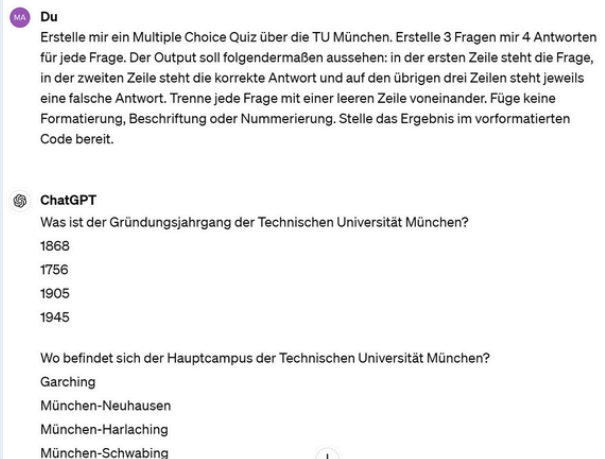 MA
Du
Erstelle mir ein Multiple Choice Quiz über die TU München. Erstelle 3 Fragen mir 4 Antworten
für jede Frage. Der Output soll folgendermaßen aussehen: in der ersten Zeile steht die Frage,
in der zweiten Zeile steht die korrekte Antwort und auf den übrigen drei Zeilen steht jeweils
eine falsche Antwort. Trenne jede Frage mit einer leeren Zeile voneinander. Füge keine
Formatierung, Beschriftung oder Nummerierung. Stelle das Ergebnis im vorformatierten
Code bereit.
ChatGPT
Was ist der Gründungsjahrgang der Technischen Universität München?
1868
1756
1905
1945
Wo befindet sich der Hauptcampus der Technischen Universität München?
Garching
München-Neuhausen
München-Harlaching
München-Schwabing